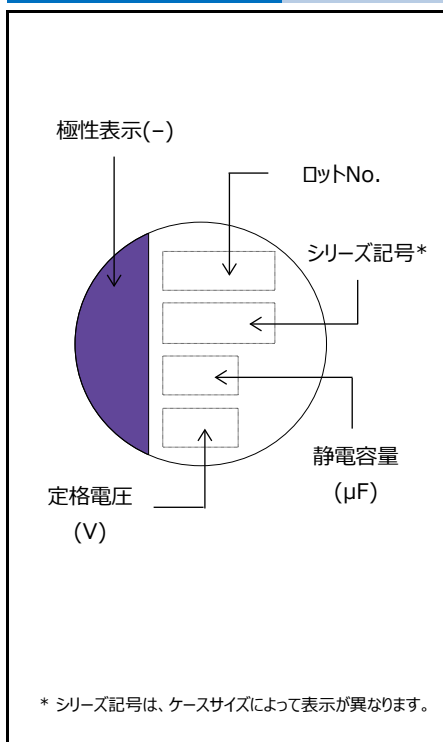 極性表示(−)
ロットNo.
シリーズ記号*
静電容量
(µF)
定格電圧
(V)
* シリーズ記号は、ケースサイズによって表示が異なります。